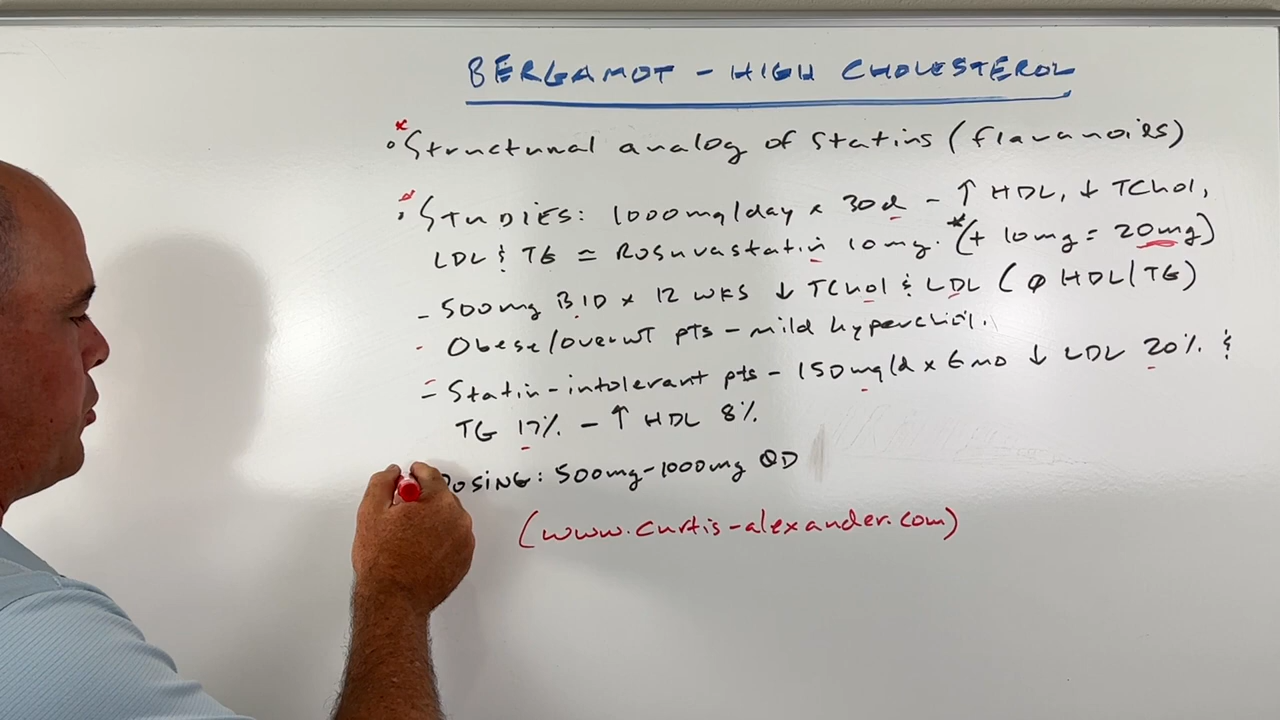 BERGAMOT - HIGH CHOLESTEROL
* ∘ Structural analog of statins (flavanoids)
* • STUDIES: 1000mg/day x 30d - ↑ HDL, ↓ TChol,
LDL & TG ≈ Rosuvastatin 10mg. *(+ 10mg = 20mg)
- 500mg BID x 12 WKS ↓ TChol & LDL (∅ HDL/TG)
- Obese/overwt pts - mild hyperchol.
- Statin-intolerant pts - 150mg/d x 6mo ↓ LDL 20% &
TG 17% - ↑ HDL 8%
DOSING: 500mg-1000mg QD
(www.curtis-alexander.com)